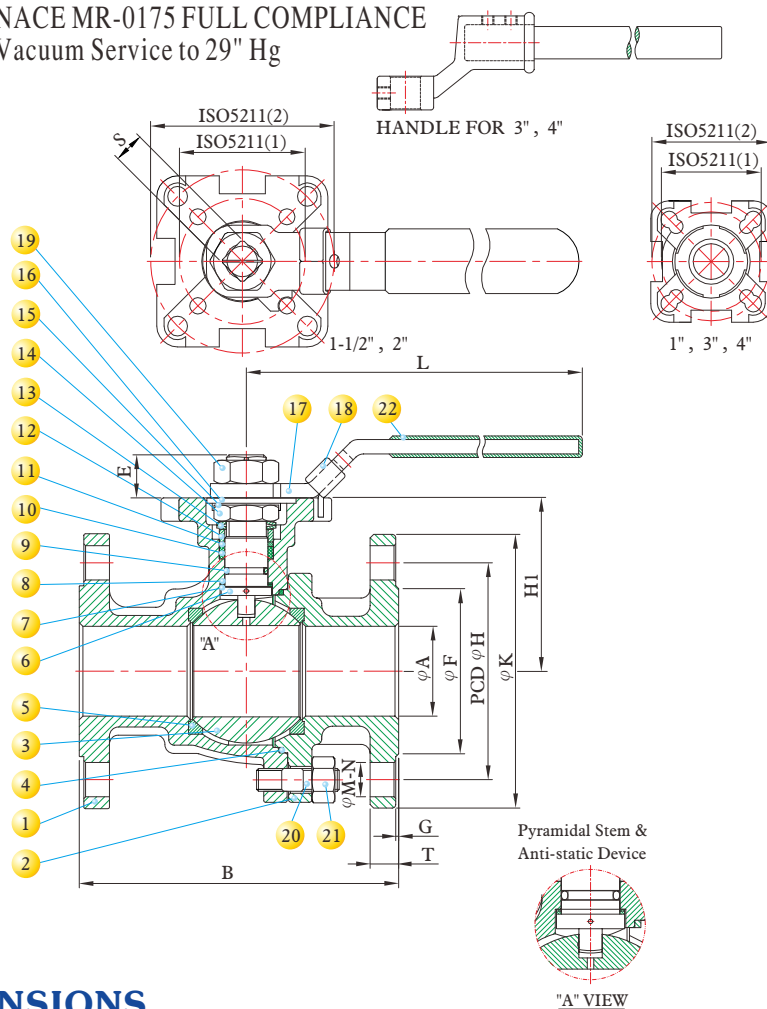 NACE MR-0175 FULL COMPLIANCE
Vacuum Service to 29" Hg
HANDLE FOR 3" , 4"
ISO5211(2)
ISO5211(1)
S
ISO5211(2)
ISO5211(1)
1-1/2" , 2"
1" , 3" , 4"
L
19
16
15
14
13
12
11
10
9
8
7
6
5
3
4
1
2
17
18
22
E
"A"
φA
φF
PCD φH
φK
H1
φM-N
20
21
G
T
B
Pyramidal Stem &
Anti-static Device
"A" VIEW
NSIONS